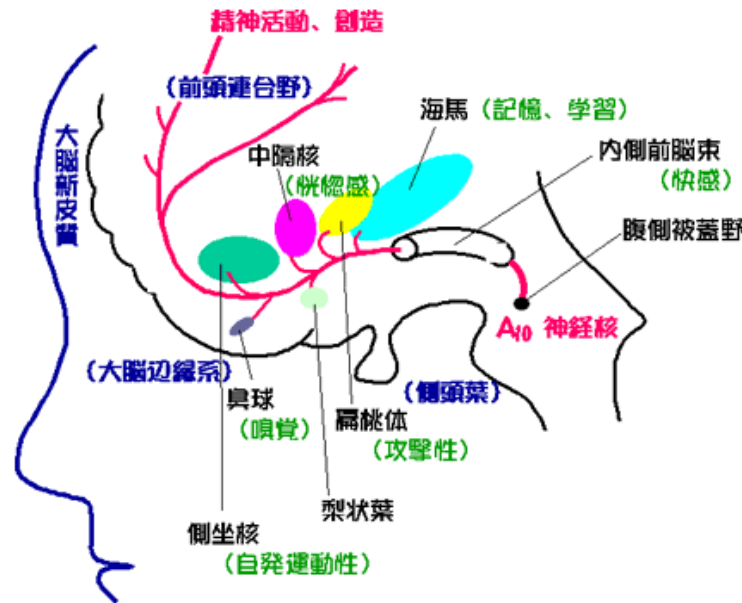 精神活動、創造
(前頭連合野)
海馬(記憶、学習)
中隔核
(恍惚感)
内側前脳束
(快感)
大脳新皮質
腹側被蓋野
A10 神経核
(大脳辺縁系)
(側頭葉)
臭球
(嗅覚)
扁桃体
(攻撃性)
梨状葉
側坐核
(自発運動性)